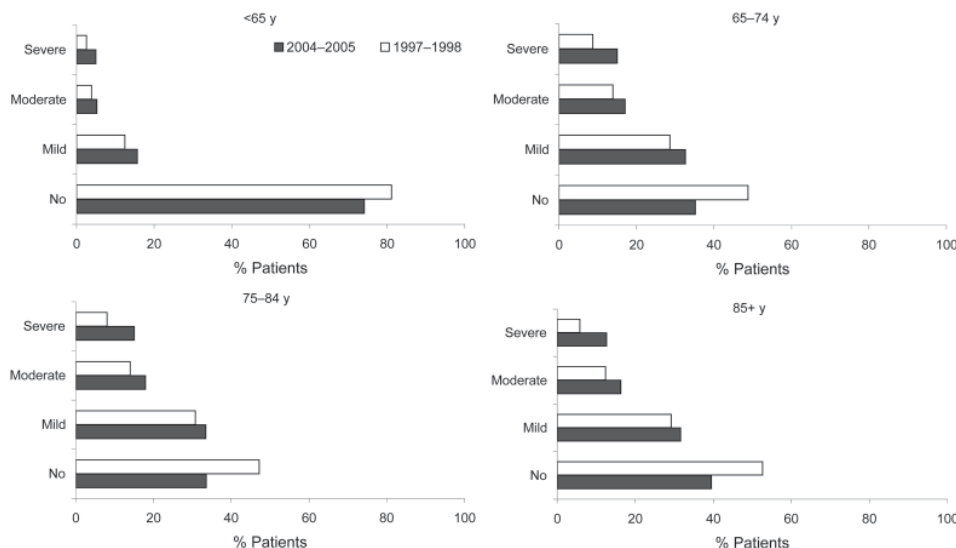 <65 y
2004–2005 1997–1998
Severe
Moderate
Mild
No
0 20 40 60 80 100
% Patients
65–74 y
Severe
Moderate
Mild
No
0 20 40 60 80 100
% Patients
75–84 y
Severe
Moderate
Mild
No
0 20 40 60 80 100
% Patients
85+ y
Severe
Moderate
Mild
No
0 20 40 60 80 100
% Patients